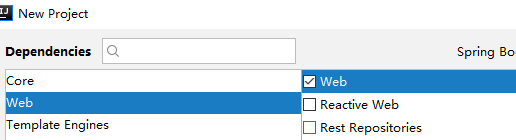 New Project
Dependencies
Spring Bo
Core
Web
Web
Reactive Web
Template Engines
Rest Repositories